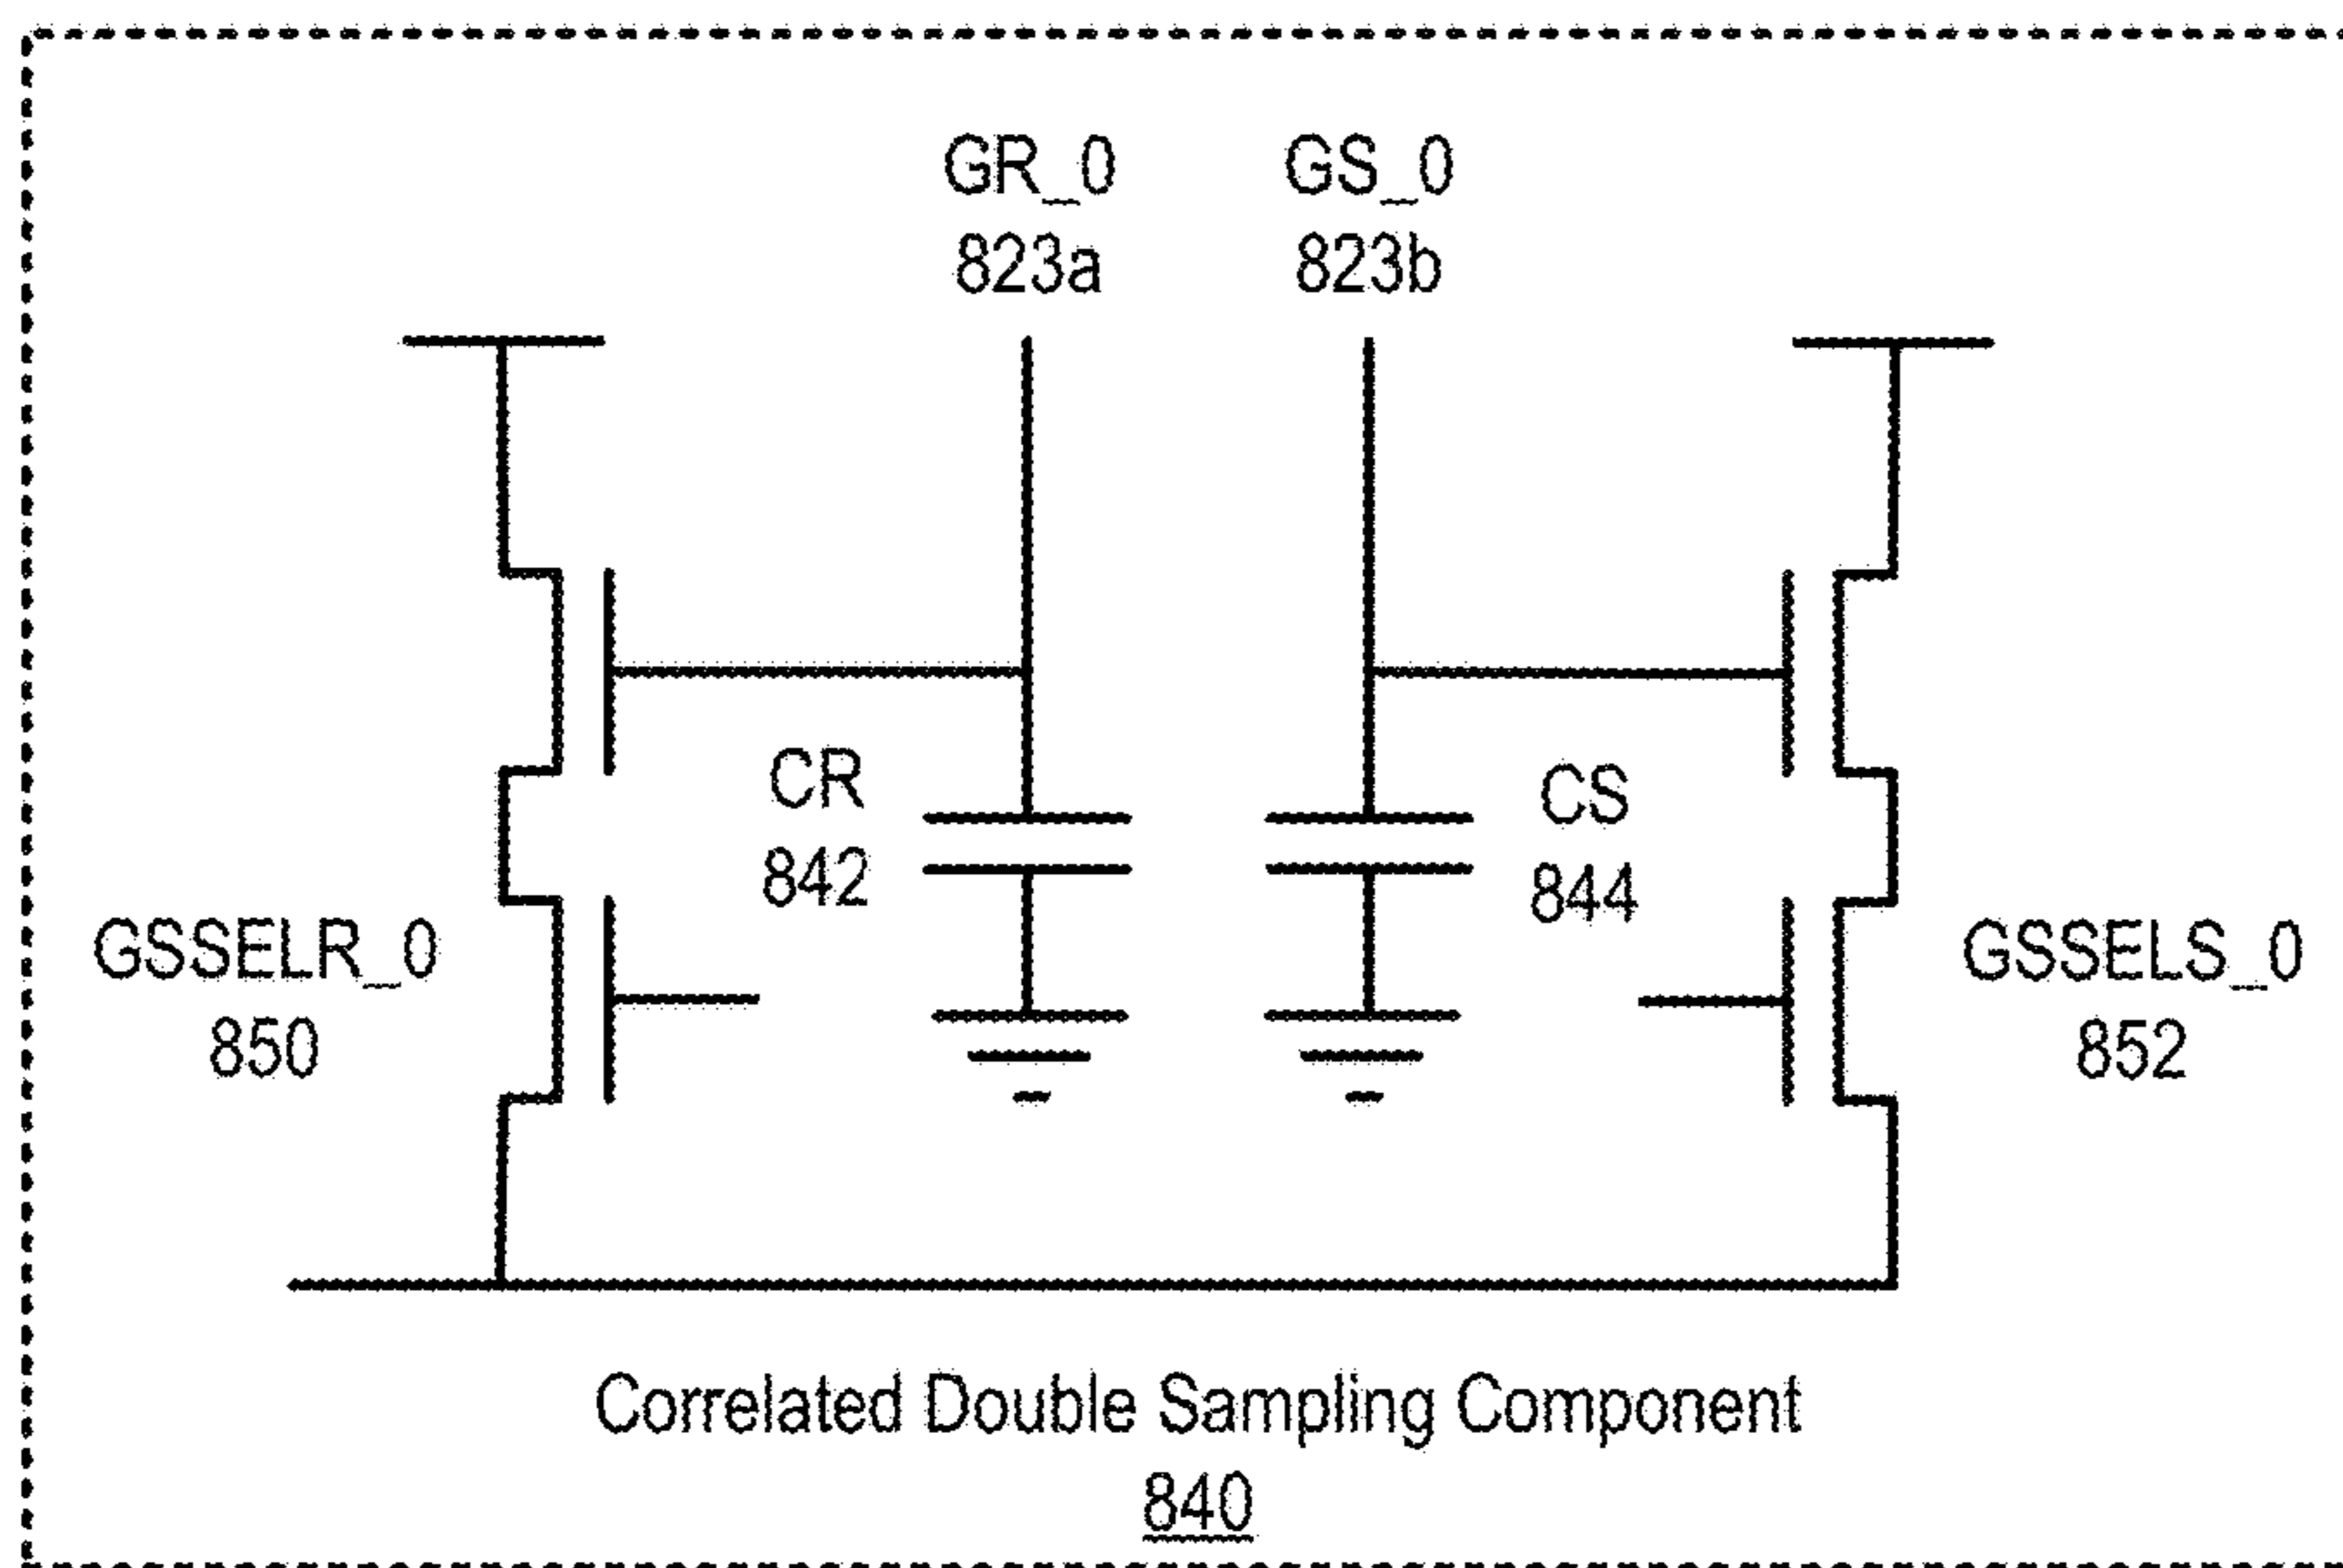 GR_0
823a
GS_0
823b
CR
842
CS
844
GSSELR_0
850
GSSELS_0
852
Correlated Double Sampling Component
840